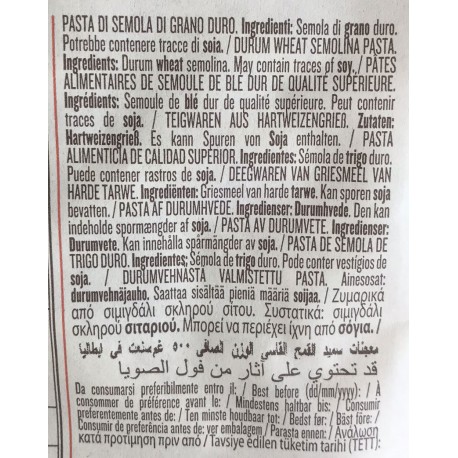 PASTA DI SEMOLA DI GRANO DURO. Ingredienti: Semola di grano duro.
Potrebbe contenere tracce di soia. / DURUM WHEAT SEMOLINA PASTA.
Ingredients: Durum wheat semolina. May contain traces of soy. / PÂTES
ALIMENTAIRES DE SEMOULE DE BLÉ DUR DE QUALITÉ SUPÉRIEURE.
Ingrédients: Semoule de blé dur de qualité supérieure. Peut contenir
traces de soja. / TEIGWAREN AUS HARTWEIZENGRIEß. Zutaten:
Hartweizengrieß. Es kann Spuren von Soja enthalten. / PASTA
ALIMENTICIA DE CALIDAD SUPERIOR. Ingredientes: Sémola de trigo duro.
Puede contener rastros de soja. / DEEGWAREN VAN GRIESMEEL VAN
HARDE TARWE. Ingrediënten: Griesmeel van harde tarwe. Kan sporen soja
bevatten. / PASTA AF DURUMHVEDE. Ingredienser: Durumhvede. Den kan
indeholde spormængder af soja. / PASTA AV DURUMVETE. Ingredienser:
Durumvete. Kan innehålla spårmängder av soja. / PASTA DE SÊMOLA DE
TRIGO DURO. Ingredientes; Sêmola de trigo duro. Pode conter vestígios de
soja. / DURUMVEHNÄSTÄ VALMISTETTU PASTA. Ainesosat:
durumvehnäjauho. Saattaa sisältää pieniä määriä soijaa. / Ζυμαρικά
από σιμιγδάλι σκληρού σίτου. Συστατικά: σιμιγδάλι
σκληρού σιταριού. Μπορεί να περιέχει ίχνη από σόγια. /
معجنات سميد القمح القاسي الوزن الصافي ٥٠٠ غم صنعت في ايطاليا
قد تحتوي على آثار من فول الصويا
Da consumarsi preferibilmente entro il: / Best before (dd/mm/yyyy): / À
consommer de préférence avant le: / Mindestens haltbar bis: / Consumir
preferentemente antes de: / Ten minste houdbaar tot: / Bedst før: / Bäst före: /
Consumir de preferência antes de: ver embalagem / Parasta ennen: / Ανάλωση
κατά προτίμηση πριν από / Tavsiye edilen tüketim tarihi (TETT):